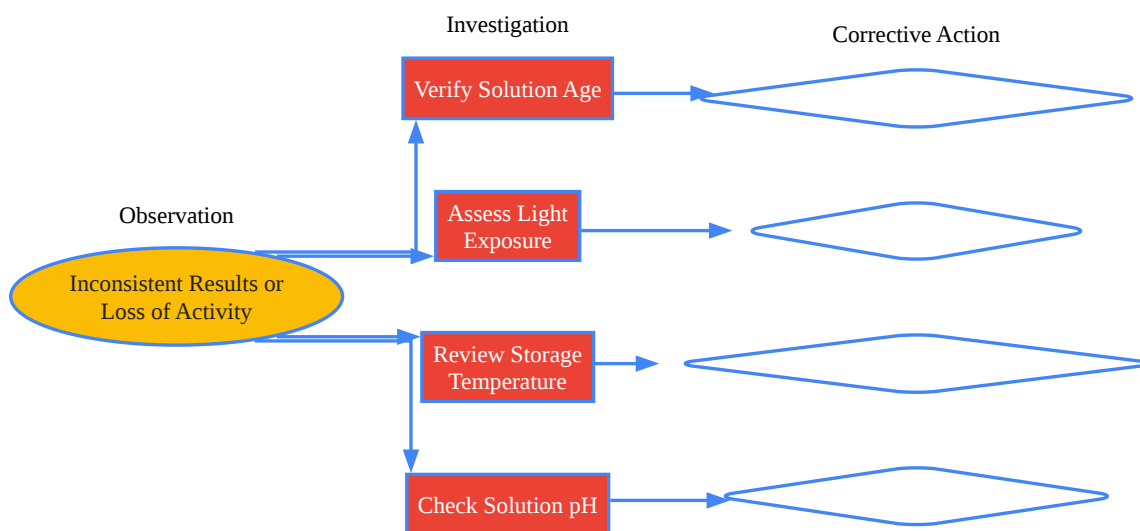 Investigation
Corrective Action
Verify Solution Age
Observation
Assess Light
Exposure
Inconsistent Results or
Loss of Activity
Review Storage
Temperature
Check Solution pH